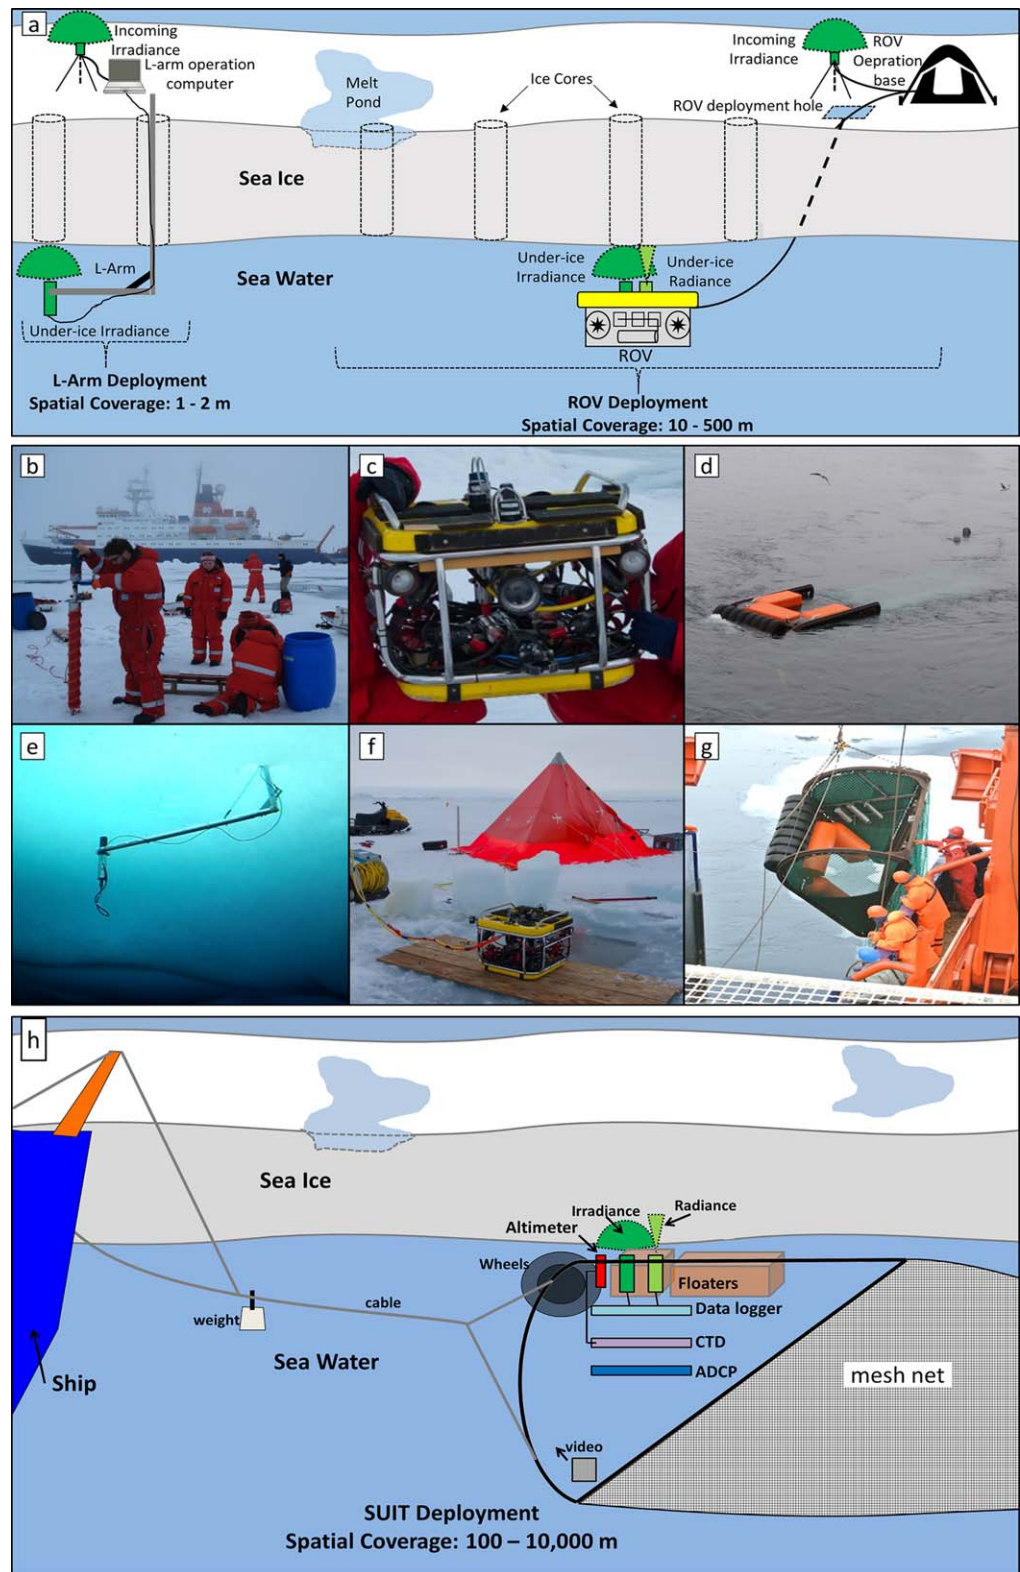 a
Incoming
Irradiance
L-arm operation
computer
Melt
Pond
Ice Cores
Incoming
Irradiance
ROV
Oepration
base
ROV deployment hole
Sea Ice
L-Arm
Sea Water
Under-ice
Irradiance
Under-ice
Radiance
Under-ice Irradiance
ROV
L-Arm Deployment
Spatial Coverage: 1 - 2 m
ROV Deployment
Spatial Coverage: 10 - 500 m
b
c
d
e
f
g
h
Sea Ice
Irradiance
Radiance
Altimeter
Wheels
Floaters
cable
weight
Data logger
Sea Water
CTD
ADCP
mesh net
Ship
video
SUIT Deployment
Spatial Coverage: 100 – 10,000 m